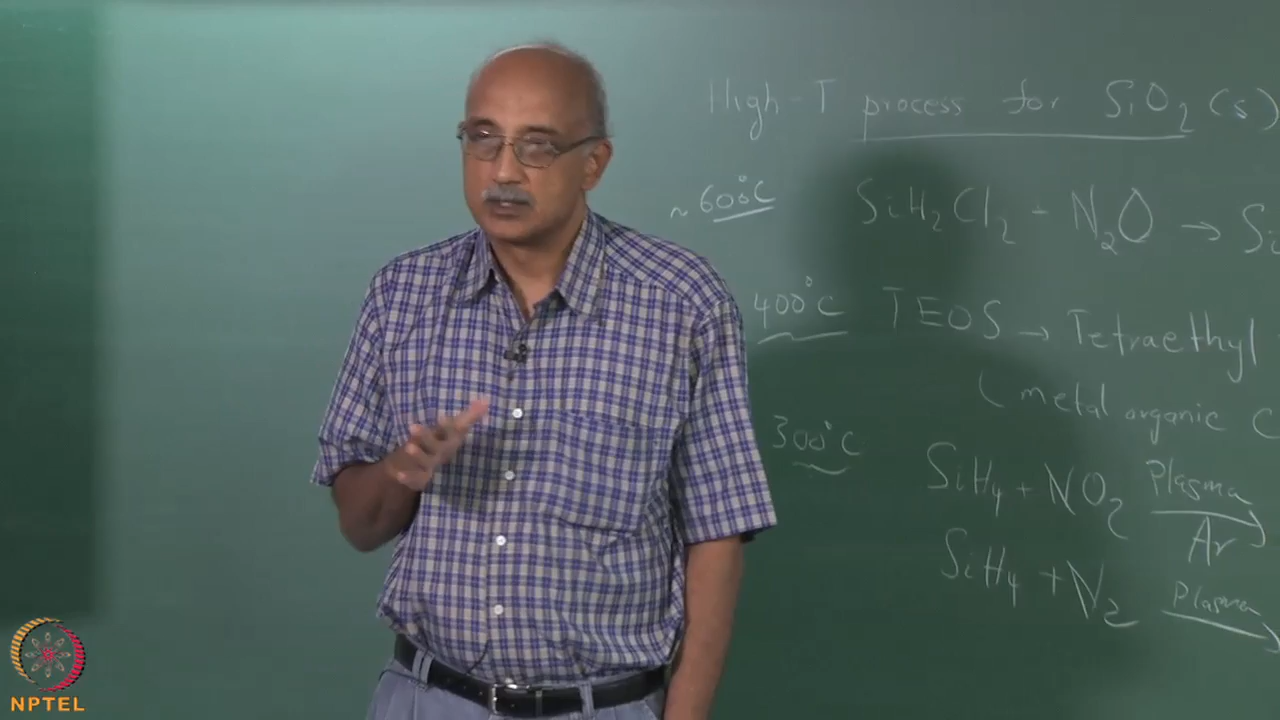 High-T process for SiO2 (s)
~ 600°C SiH2Cl2 + N2O → Si
400°C TEOS → Tetraethyl
(metal organic C
300°C SiH4 + NO2 Plasma Ar
SiH4 + N2 Plasma
NPTEL